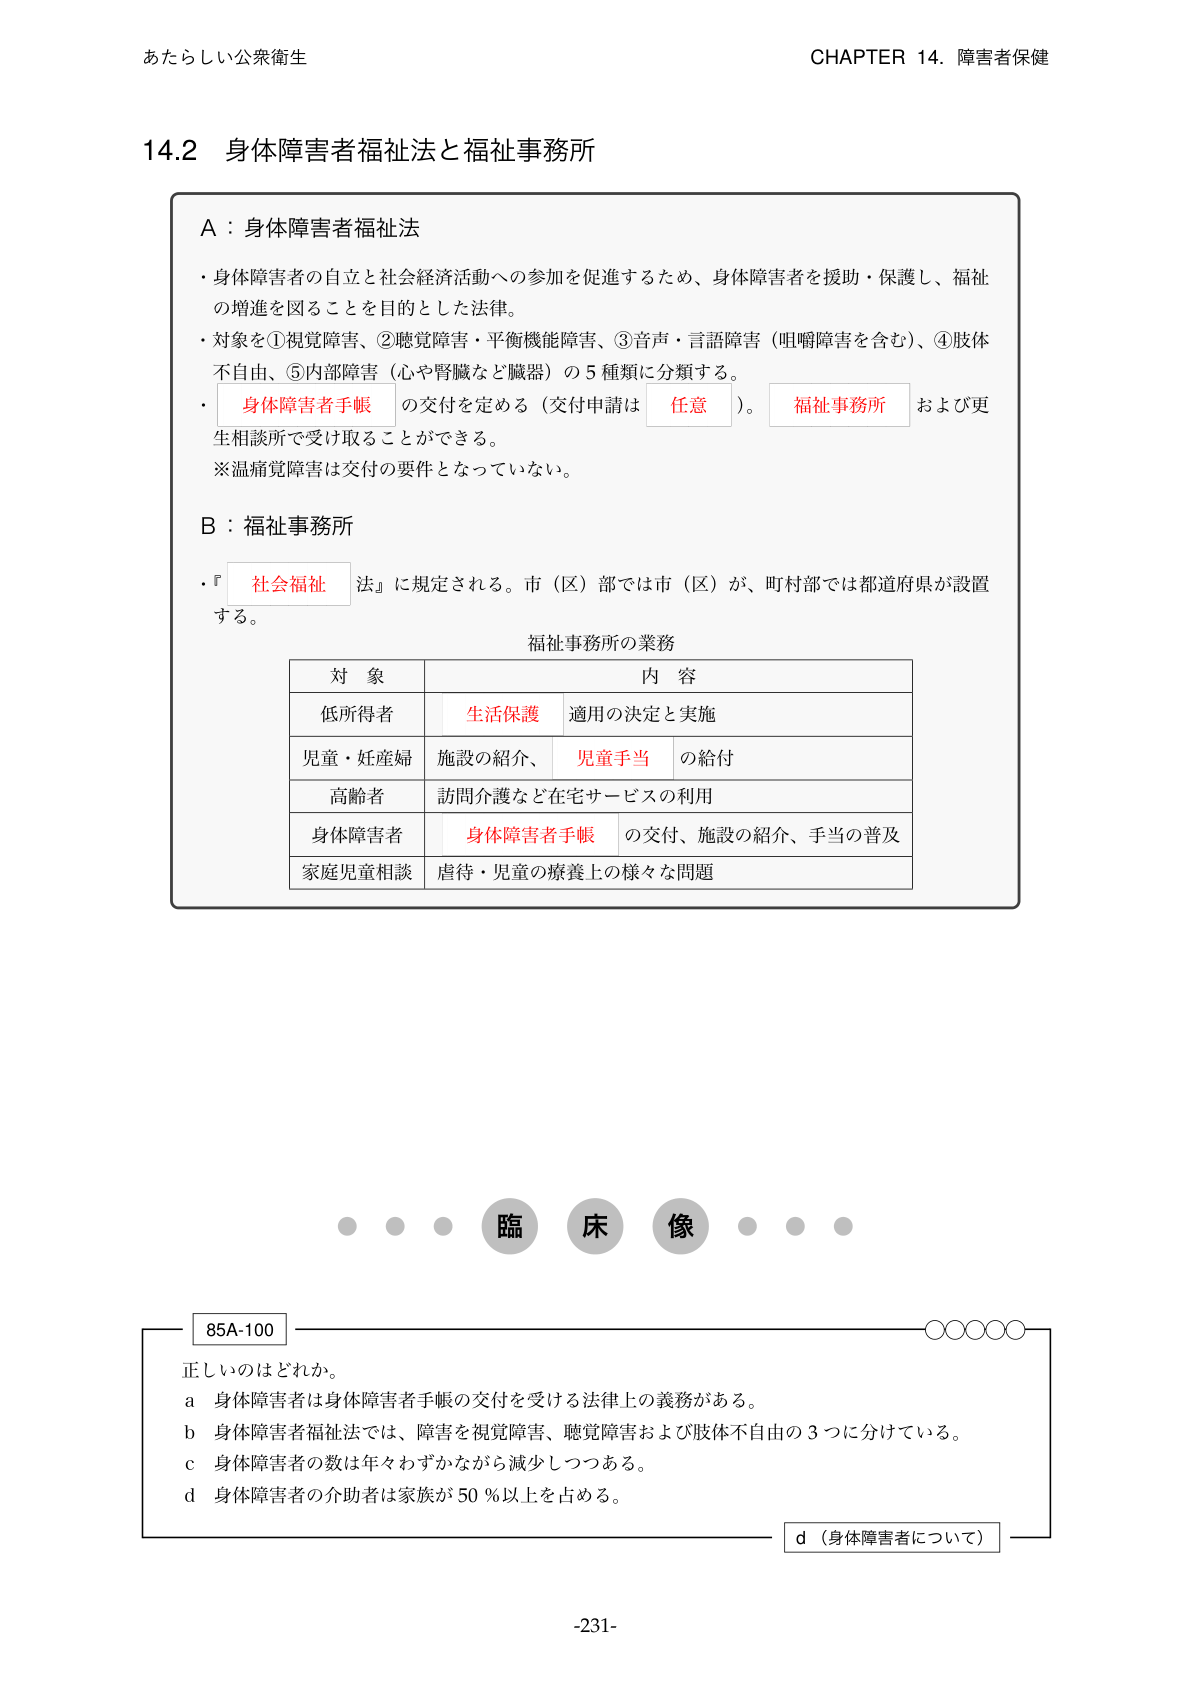 あたらしい公衆衛生
CHAPTER 14. 障害者保健
14.2 身体障害者福祉法と福祉事務所
A：身体障害者福祉法
・身体障害者の自立と社会経済活動への参加を促進するため、身体障害者を援助・保護し、福祉
の増進を図ることを目的とした法律。
・対象を①視覚障害、②聴覚障害・平衡機能障害、③音声・言語障害（咀嚼障害を含む）、④肢体
不自由、⑤内部障害（心や腎臓など臓器）の5種類に分類する。
・ 身体障害者手帳 の交付を定める（交付申請は 任意 ）。 福祉事務所 および更
生相談所で受け取ることができる。
※温痛覚障害は交付の要件となっていない。
B：福祉事務所
・『 社会福祉 法』に規定される。市（区）部では市（区）が、町村部では都道府県が設置
する。
福祉事務所の業務
対 象 内 容
低所得者 生活保護 適用の決定と実施
児童・妊産婦 施設の紹介、 児童手当 の給付
高齢者 訪問介護など在宅サービスの利用
身体障害者 身体障害者手帳 の交付、施設の紹介、手当の普及
家庭児童相談 虐待・児童の療養上の様々な問題
臨 床 像
85A-100
正しいのはどれか。
a 身体障害者は身体障害者手帳の交付を受ける法律上の義務がある。
b 身体障害者福祉法では、障害を視覚障害、聴覚障害および肢体不自由の3つに分けている。
c 身体障害者の数は年々わずかながら減少しつつある。
d 身体障害者の介助者は家族が50 %以上を占める。
d （身体障害者について）
-231-